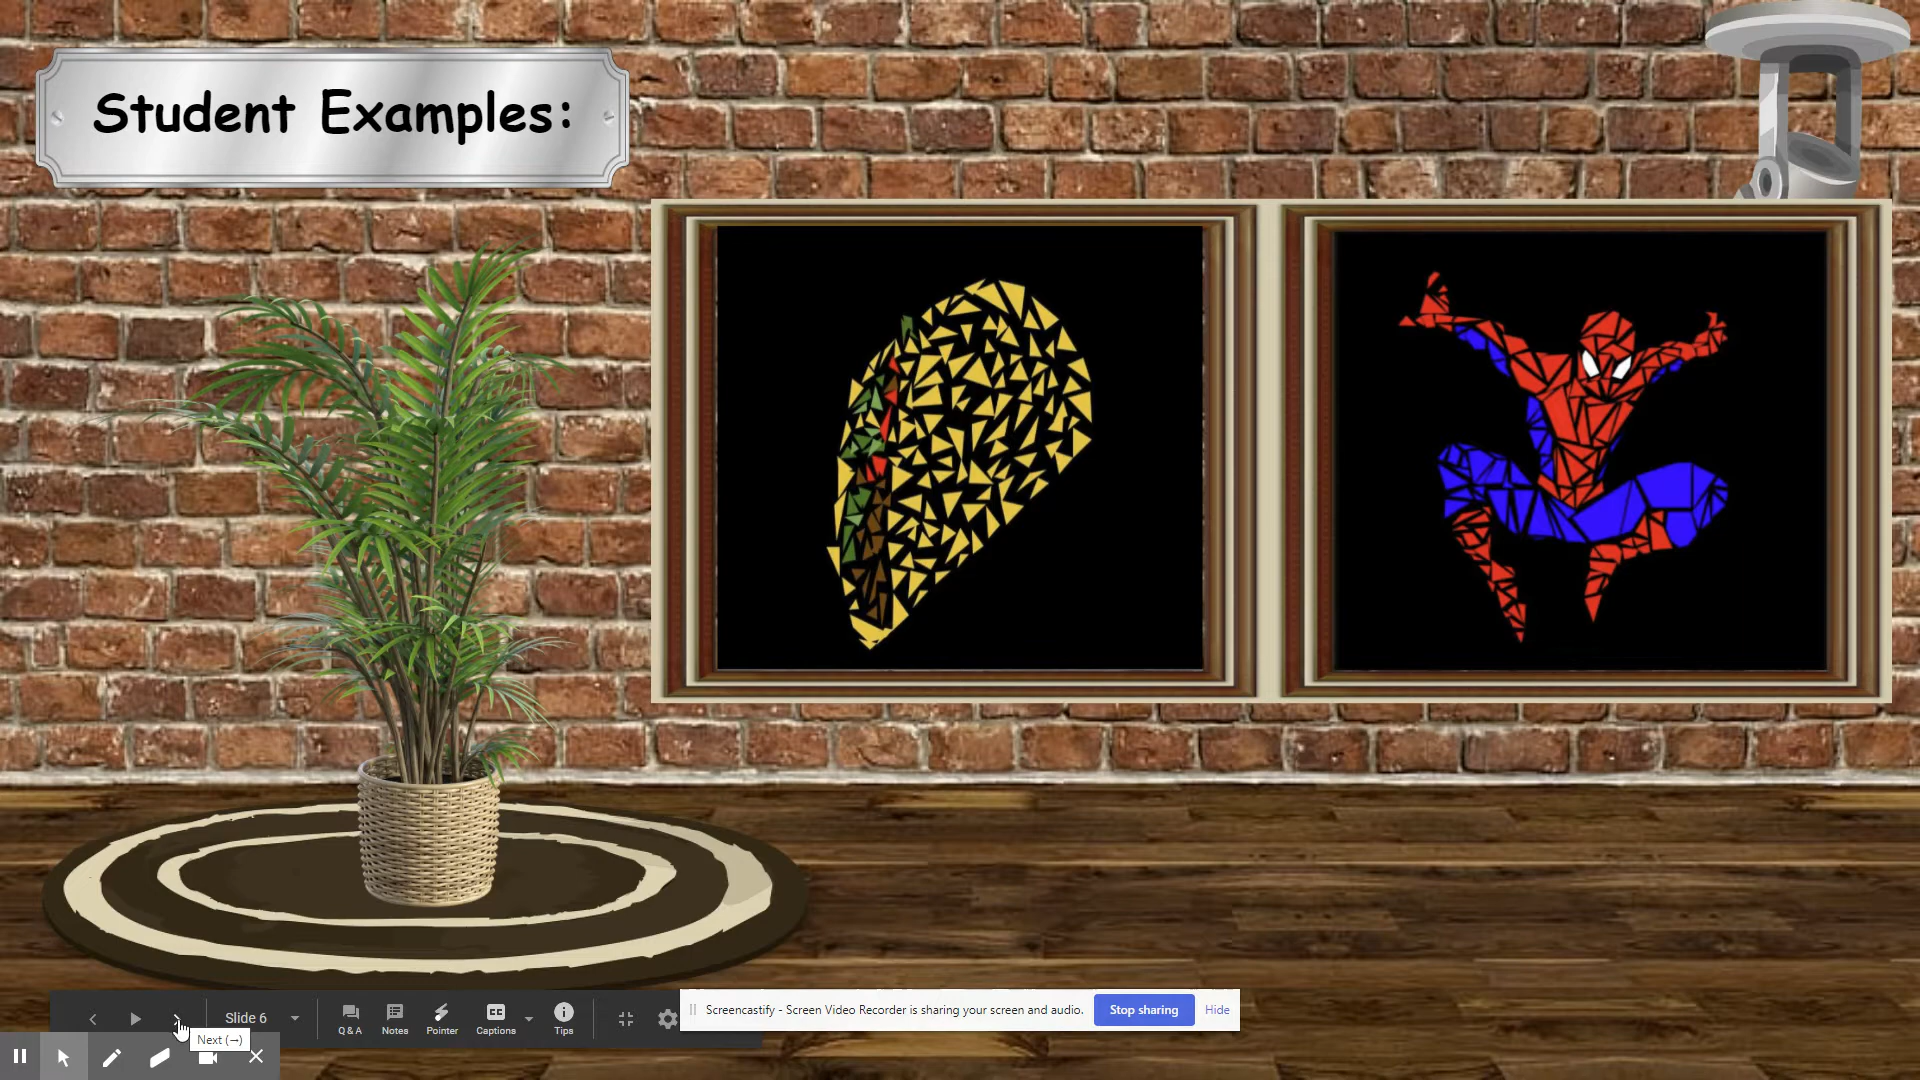 Student Examples:
Slide 6
Q & A
Notes
Pointer
Captions
Tips
Screencastify - Screen Video Recorder is sharing your screen and audio.
Stop sharing
Hide
Next (→)